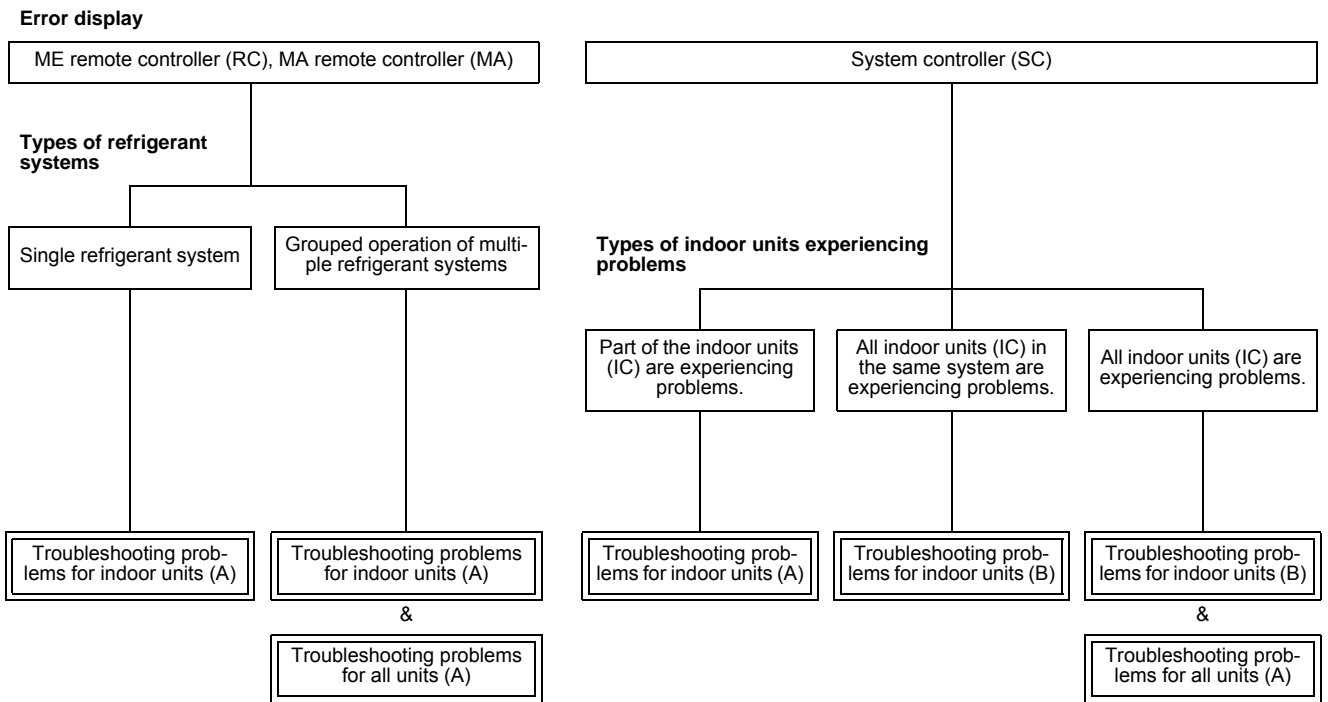 Error display
ME remote controller (RC), MA remote controller (MA)
System controller (SC)
Types of refrigerant
systems
Single refrigerant system
Grouped operation of multi-
ple refrigerant systems
Types of indoor units experiencing
problems
Part of the indoor units
(IC) are experiencing
problems.
All indoor units (IC) in
the same system are
experiencing problems.
All indoor units (IC) are
experiencing problems.
Troubleshooting prob-
lems for indoor units (A)
Troubleshooting problems
for indoor units (A)
&
Troubleshooting problems
for all units (A)
Troubleshooting prob-
lems for indoor units (A)
Troubleshooting prob-
lems for indoor units (B)
Troubleshooting prob-
lems for indoor units (B)
&
Troubleshooting prob-
lems for all units (A)